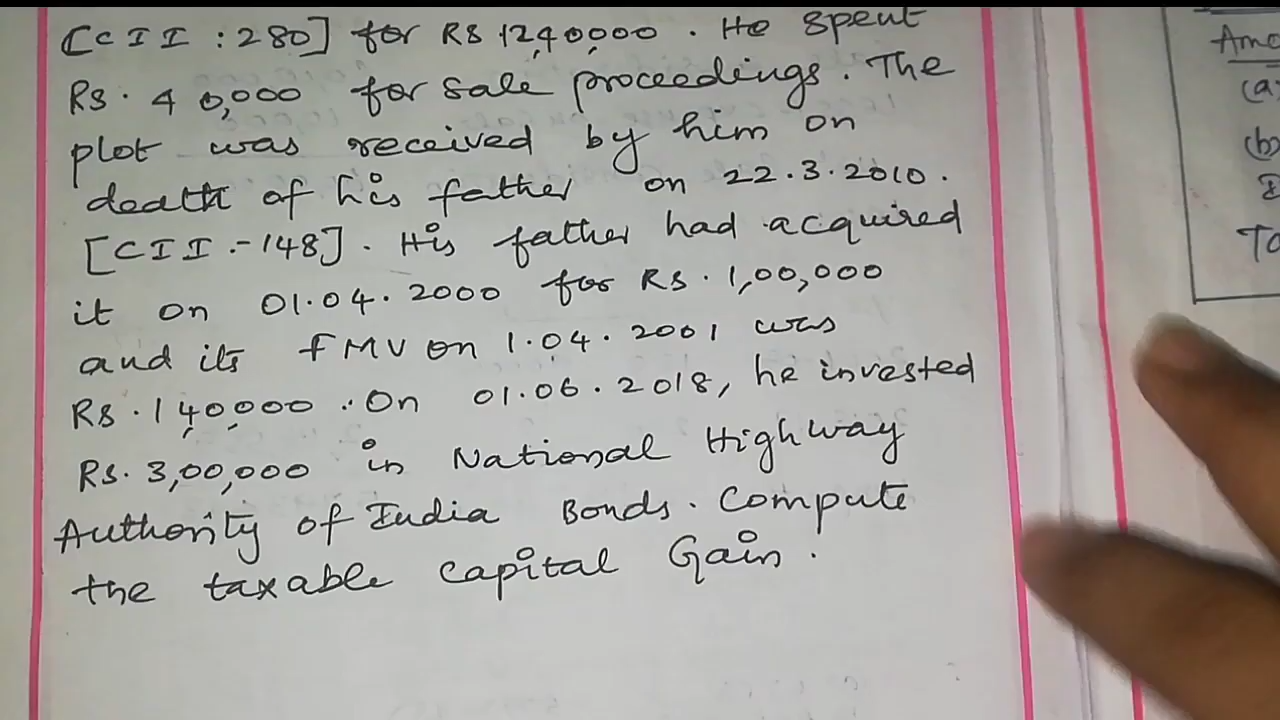 [CII : 280] for RS 12,40,000 . He spent
Rs. 40,000 for sale proceedings. The
plot was received by him on
death of his father on 22.3.2010.
[CII - 148]. His father had acquired
it on 01.04.2000 for Rs. 1,00,000
and its FMV on 1.04.2001 was
RS. 1,40,000. On 01.06.2018, he invested
Rs. 3,00,000 in National Highway
Authority of India Bonds. Compute
the taxable capital Gain.
(a)
(b)